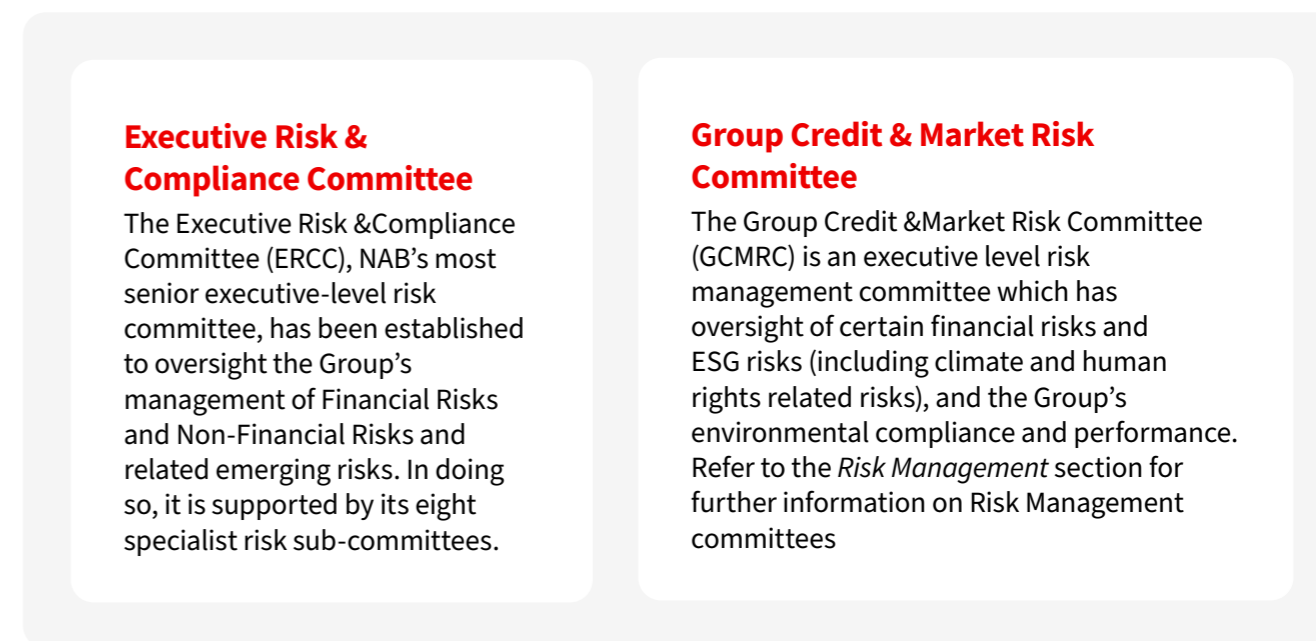 Executive Risk &
Compliance Committee
The Executive Risk &Compliance
Committee (ERCC), NAB’s most
senior executive-level risk
committee, has been established
to oversight the Group’s
management of Financial Risks
and Non-Financial Risks and
related emerging risks. In doing
so, it is supported by its eight
specialist risk sub-committees.
Group Credit & Market Risk
Committee
The Group Credit &Market Risk Committee
(GCMRC) is an executive level risk
management committee which has
oversight of certain financial risks and
ESG risks (including climate and human
rights related risks), and the Group’s
environmental compliance and performance.
Refer to the Risk Management section for
further information on Risk Management
committees